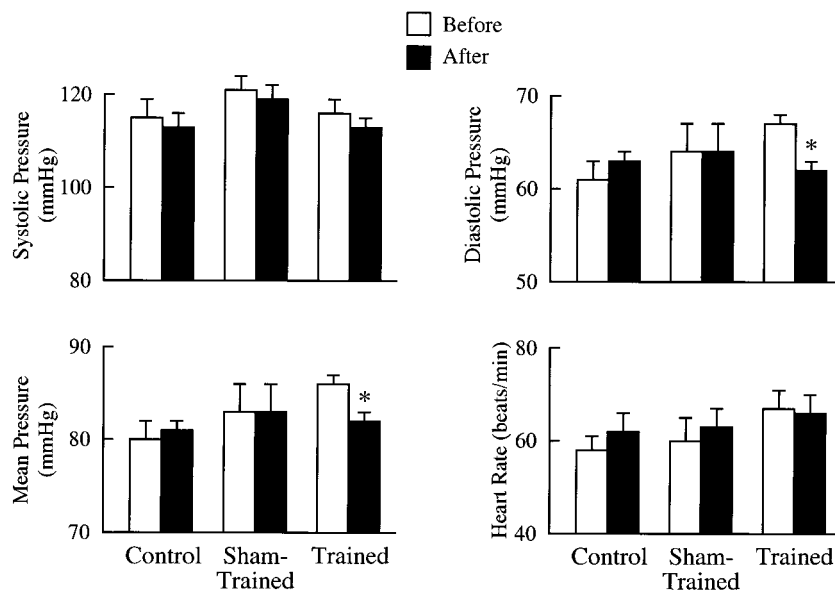 Before
After
Systolic Pressure
(mmHg)
120
100
80
Diastolic Pressure
(mmHg)
70
60
50
*
Mean Pressure
(mmHg)
90
80
70
*
Control
Sham-
Trained
Trained
Heart Rate (beats/min)
80
60
40
Control
Sham-
Trained
Trained